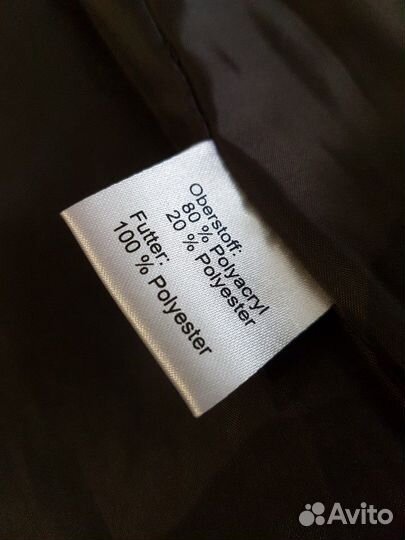 Oberstoff:
80 % Polyacryl
20 % Polyester
Futter:
100 % Polyester
Avito